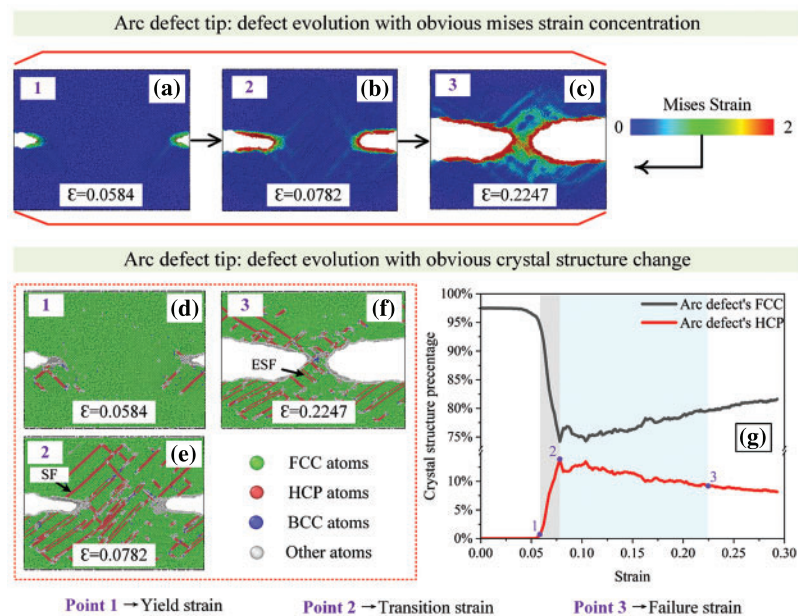 Arc defect tip: defect evolution with obvious mises strain concentration
1 (a) 2 (b) 3 (c)
Mises Strain
0 2
Ɛ=0.0584 Ɛ=0.0782 Ɛ=0.2247
Arc defect tip: defect evolution with obvious crystal structure change
1 (d) 3 (f)
ESF
Ɛ=0.0584 Ɛ=0.2247
2 (e)
SF
Ɛ=0.0782
FCC atoms
HCP atoms
BCC atoms
Other atoms
Crystal structure precentage
100%
95%
90%
85%
80%
75%
10%
5%
0%
Arc defect's FCC
Arc defect's HCP
(g)
1 2 3
0.00 0.05 0.10 0.15 0.20 0.25 0.30
Strain
Point 1 → Yield strain Point 2 → Transition strain Point 3 → Failure strain